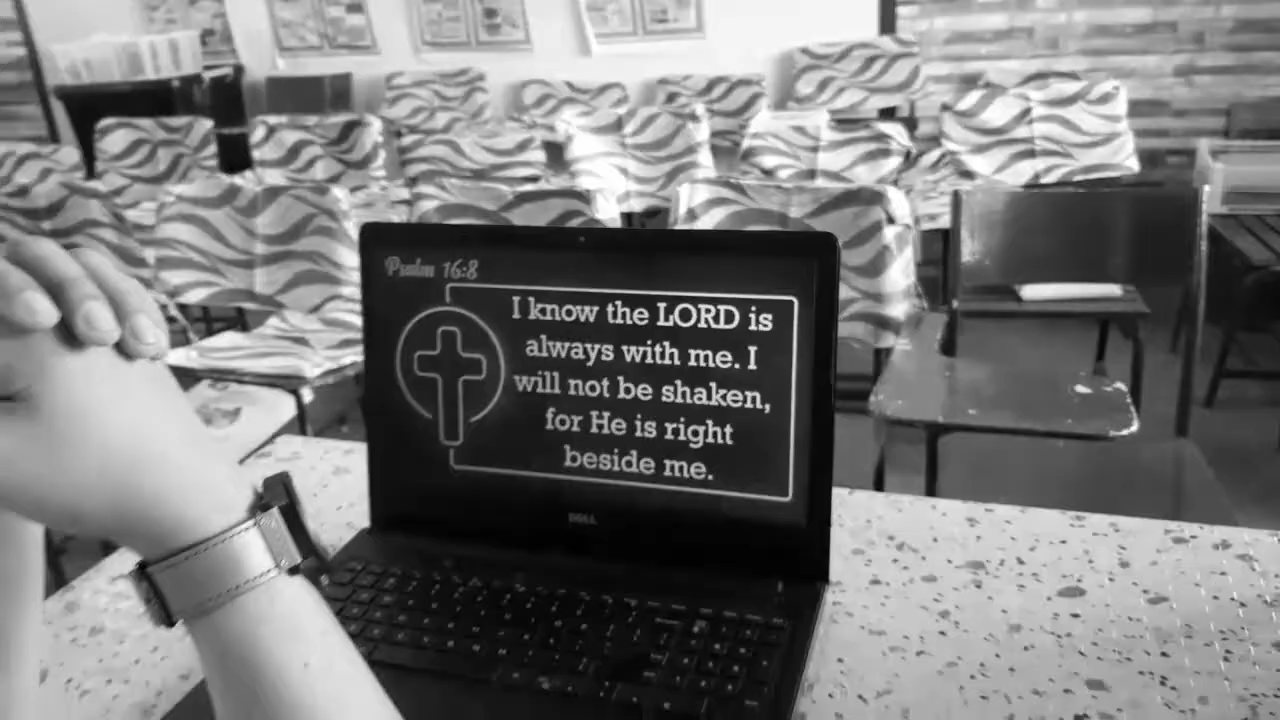 Psalm 16:8
I know the LORD is
always with me. I
will not be shaken,
for He is right
beside me.
DELL